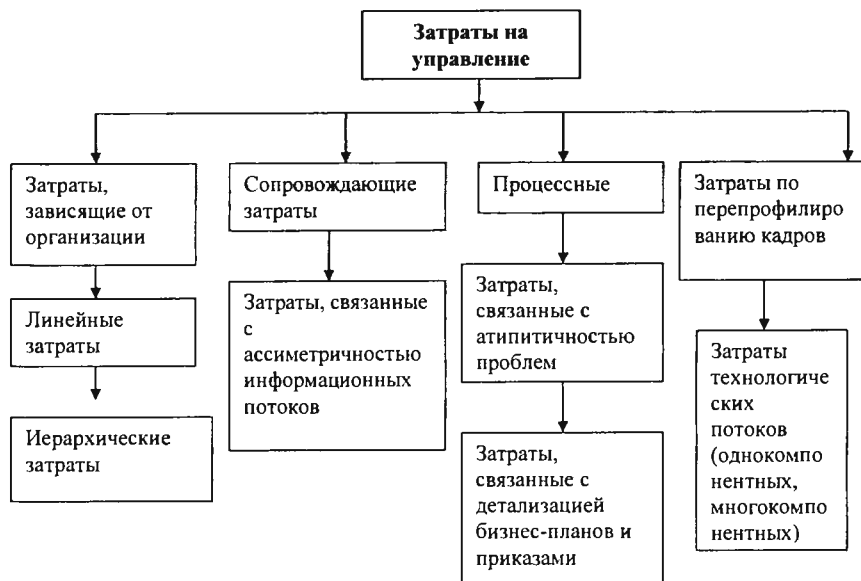 Затраты на
управление
Затраты,
зависящие от
организации
Сопровождающие
затраты
Процессные
Затраты по
перепрофилиро
ванию кадров
Линейные
затраты
Затраты, связанные
с
ассиметричностью
информационных
потоков
Затраты,
связанные с
атипитичностью
проблем
Затраты
технологиче
ских
потоков
(однокомпо
нентных,
многокомпо
нентных)
Иерархические
затраты
Затраты,
связанные с
детализацией
бизнес-планов и
приказами